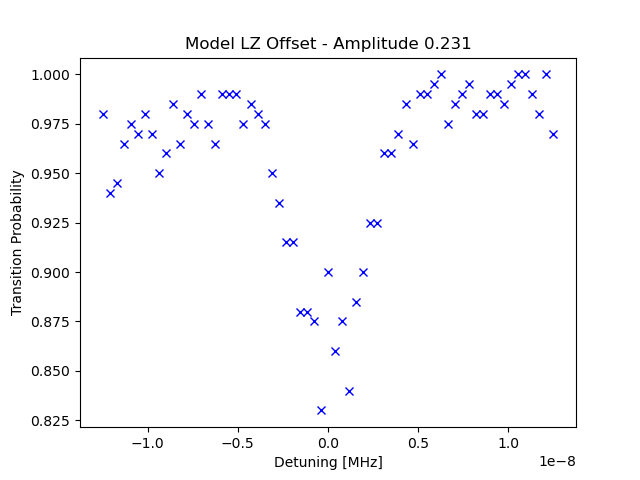 Model LZ Offset - Amplitude 0.231
1.000
0.975
0.950
0.925
0.900
0.875
0.850
0.825
Transition Probability
−1.0 −0.5 0.0 0.5 1.0
1e−8
Detuning [MHz]